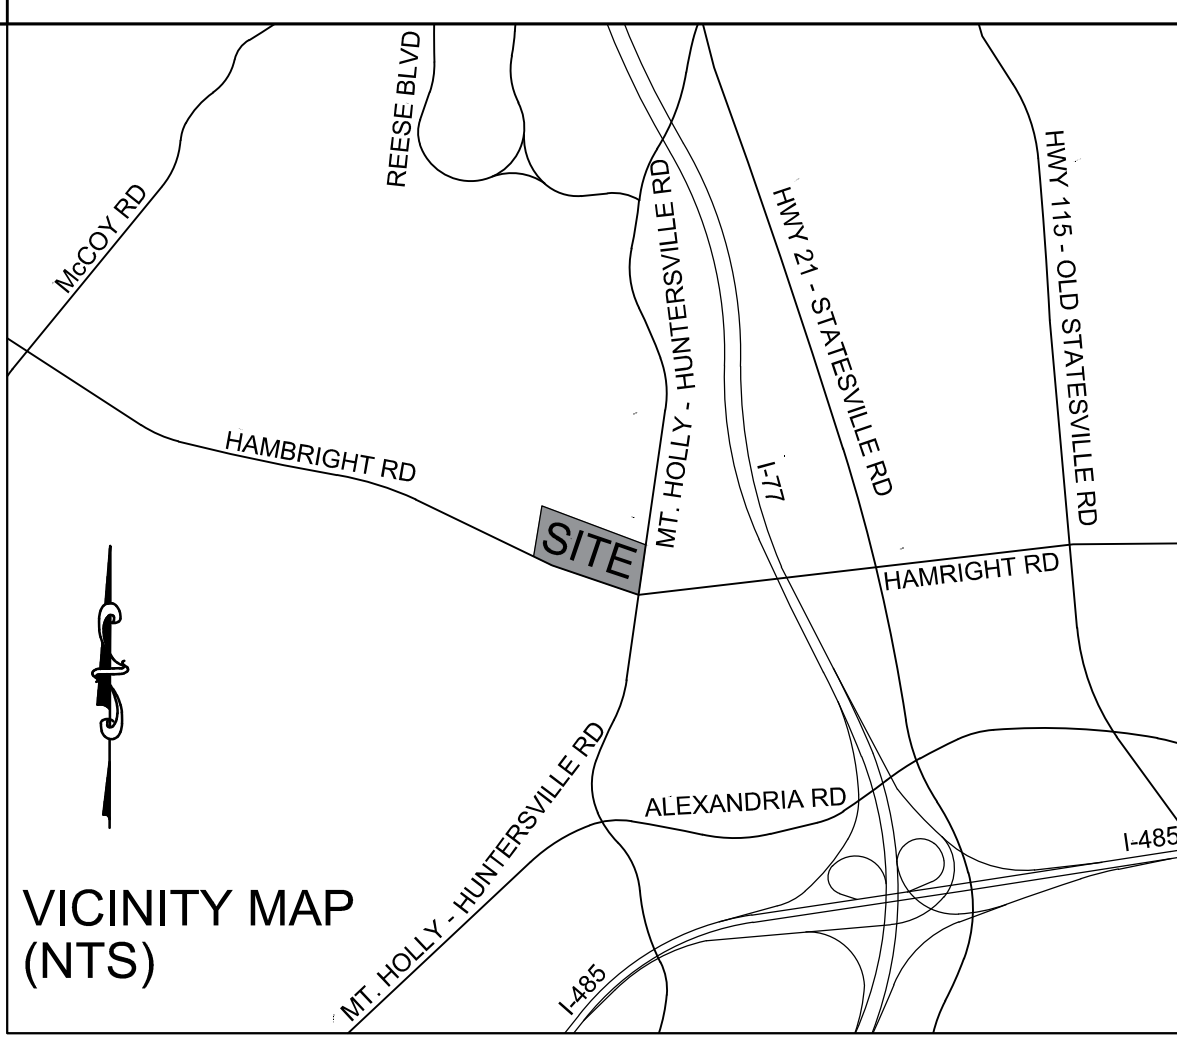 REESE BLVD
McCOY RD
MT. HOLLY - HUNTERSVILLE RD
HWY 21 - STATESVILLE RD
HWY 115 - OLD STATESVILLE RD
HAMBRIGHT RD
I-77
SITE
HAMRIGHT RD
MT. HOLLY - HUNTERSVILLE RD
ALEXANDRIA RD
I-485
VICINITY MAP
(NTS)
I-485